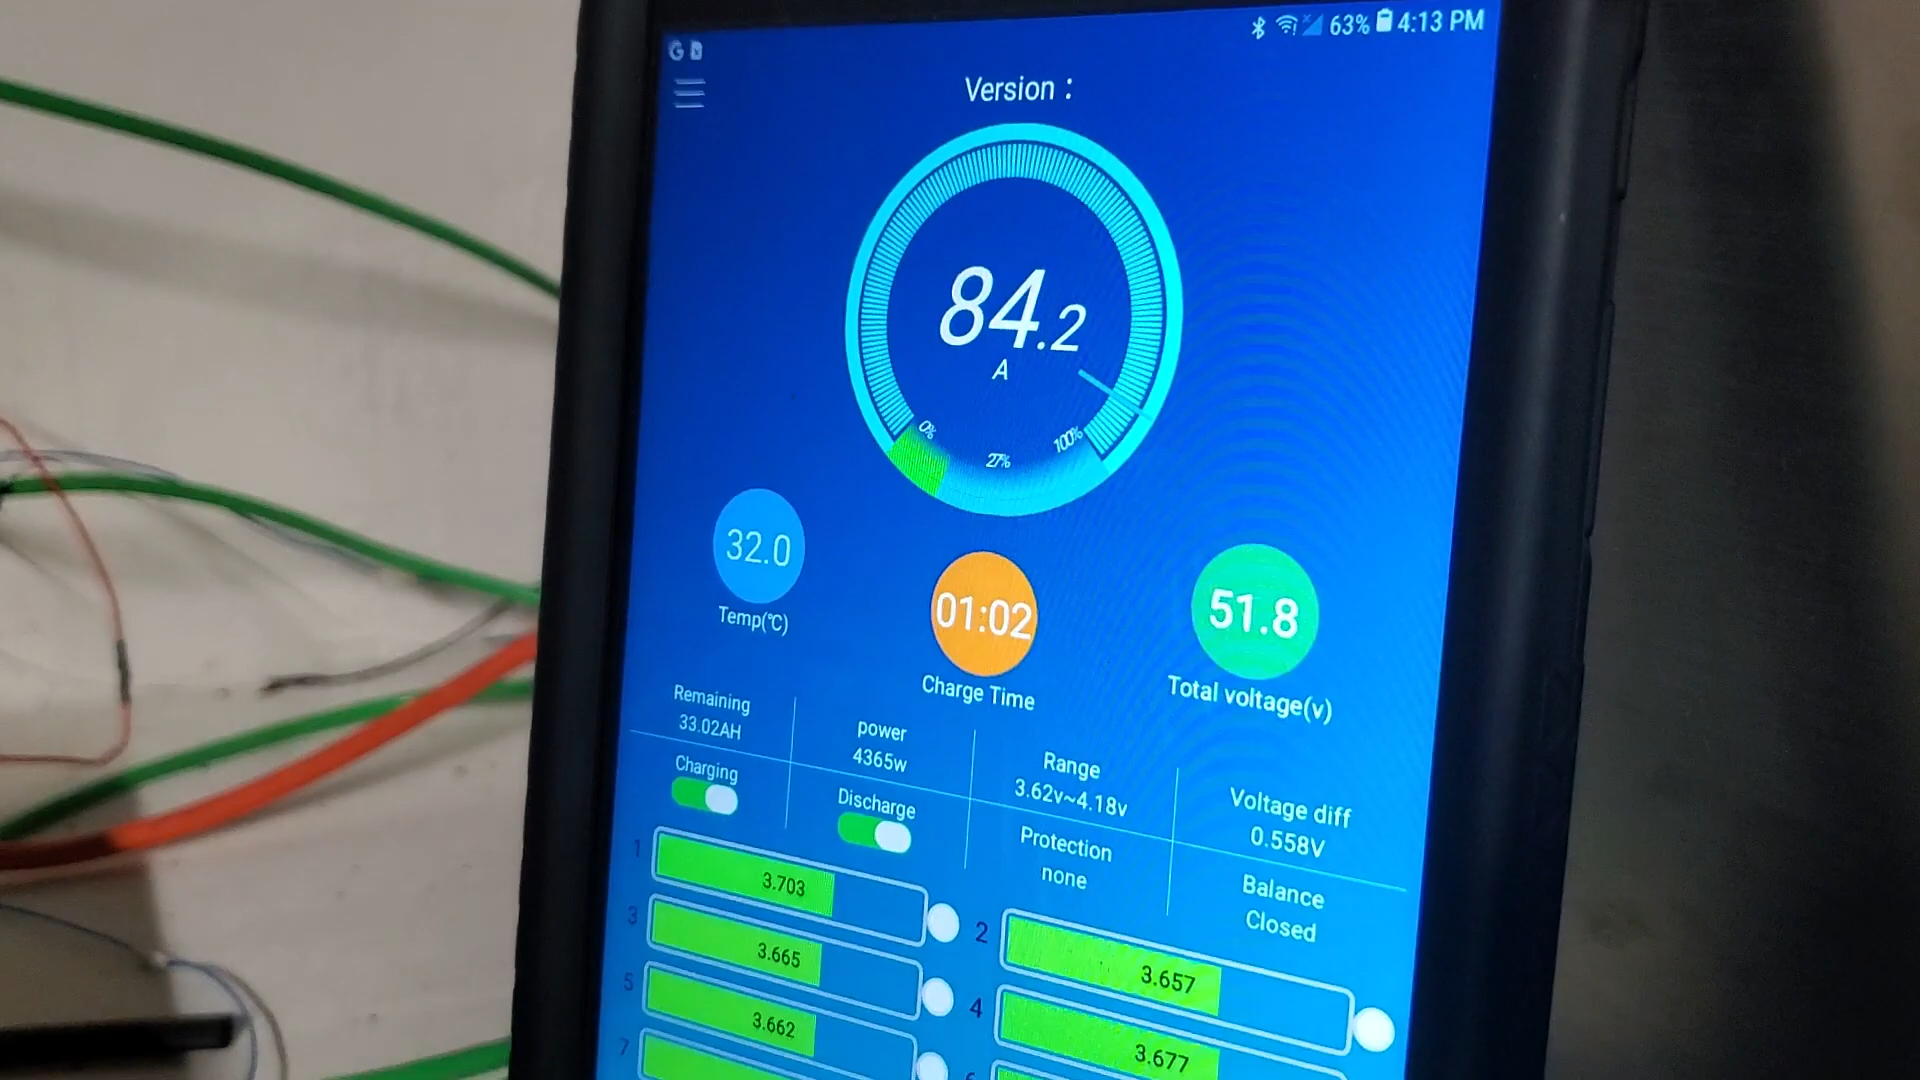 63% 4:13 PM
Version :
84.2
A
0%
27%
100%
32.0
Temp(℃)
01:02
Charge Time
51.8
Total voltage(v)
Remaining
33.02AH
power
4365w
Range
3.62v~4.18v
Voltage diff
0.558V
Charging
Discharge
Protection
none
Balance
Closed
1 3.703
2 3.657
3 3.665
4 3.677
5 3.662
7